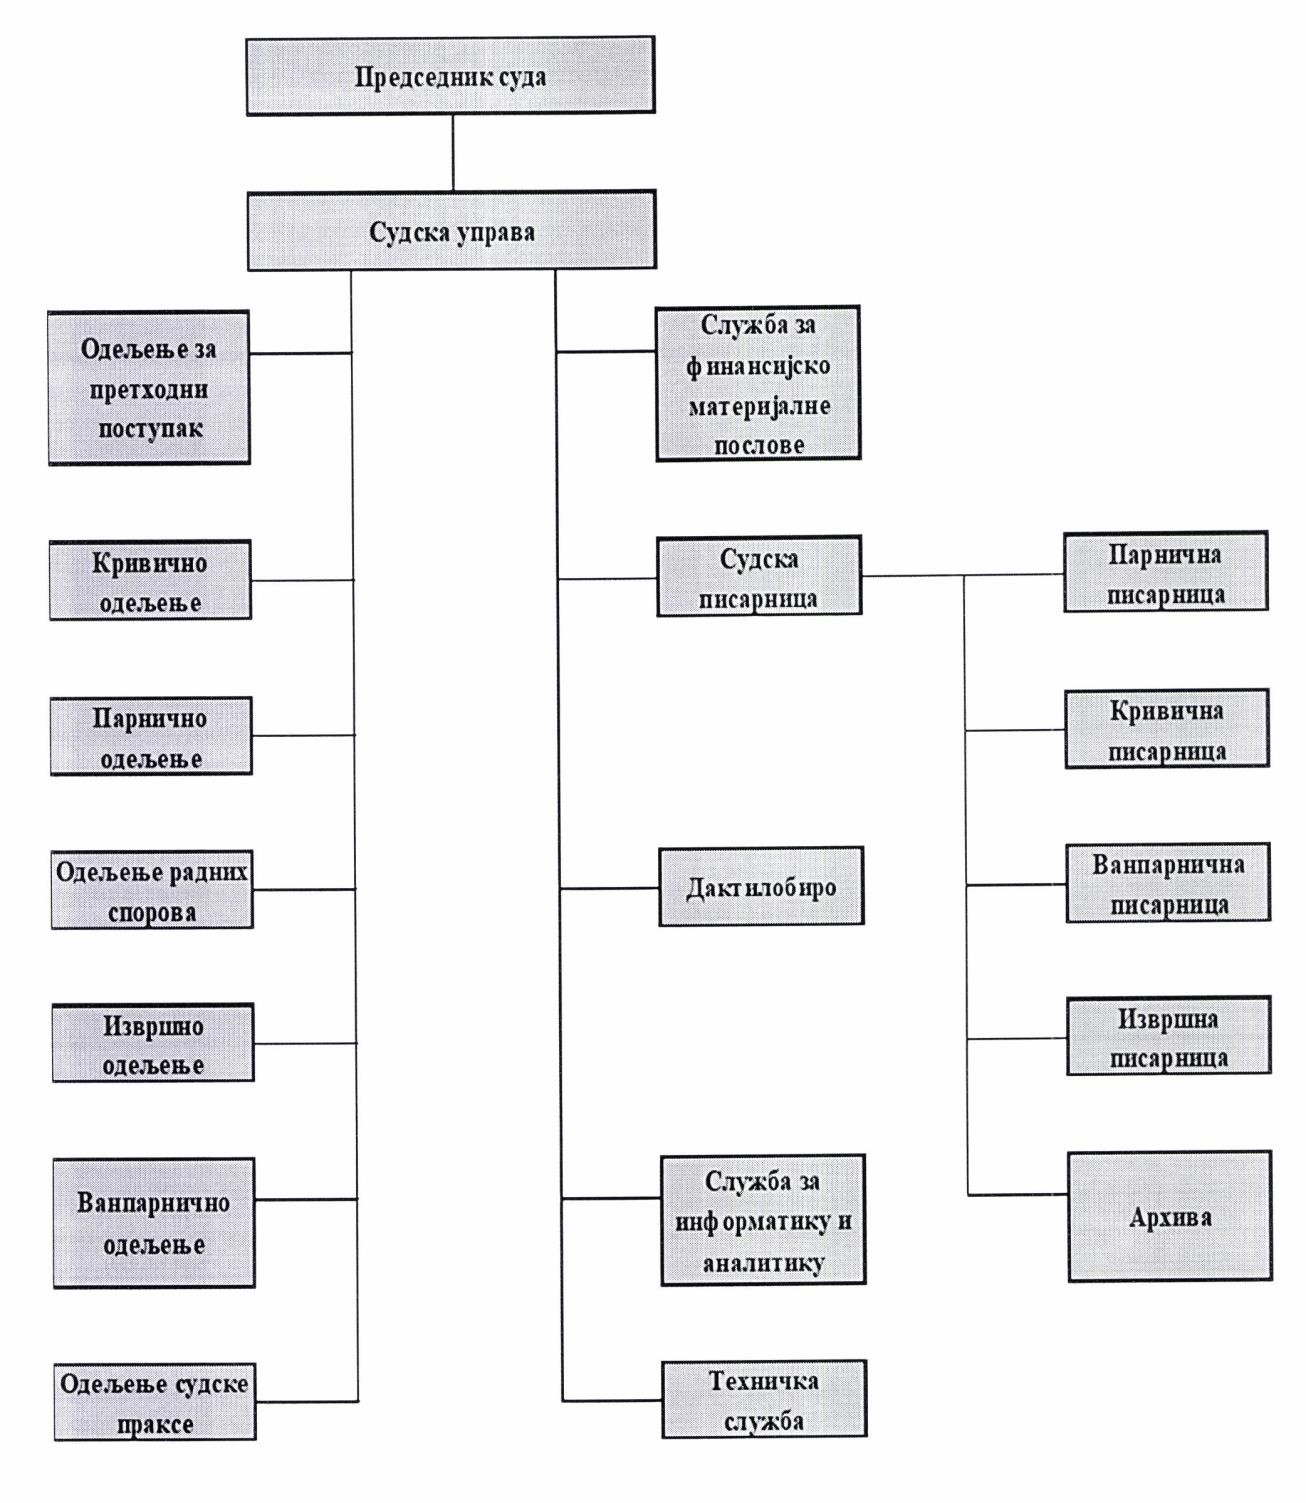 Председник суда
Судска управа
Одељење за
претходни
поступак
Кривично
одељење
Парнично
одељење
Одељење радних
спорова
Извршно
одељење
Ванпарнично
одељење
Одељење судске
праксе
Служба за
финансијско
материјалне
послове
Судска
писарница
Дактилобиро
Служба за
информатику и
аналитику
Техничка
служба
Парнична
писарница
Кривична
писарница
Ванпарнична
писарница
Извршна
писарница
Архива